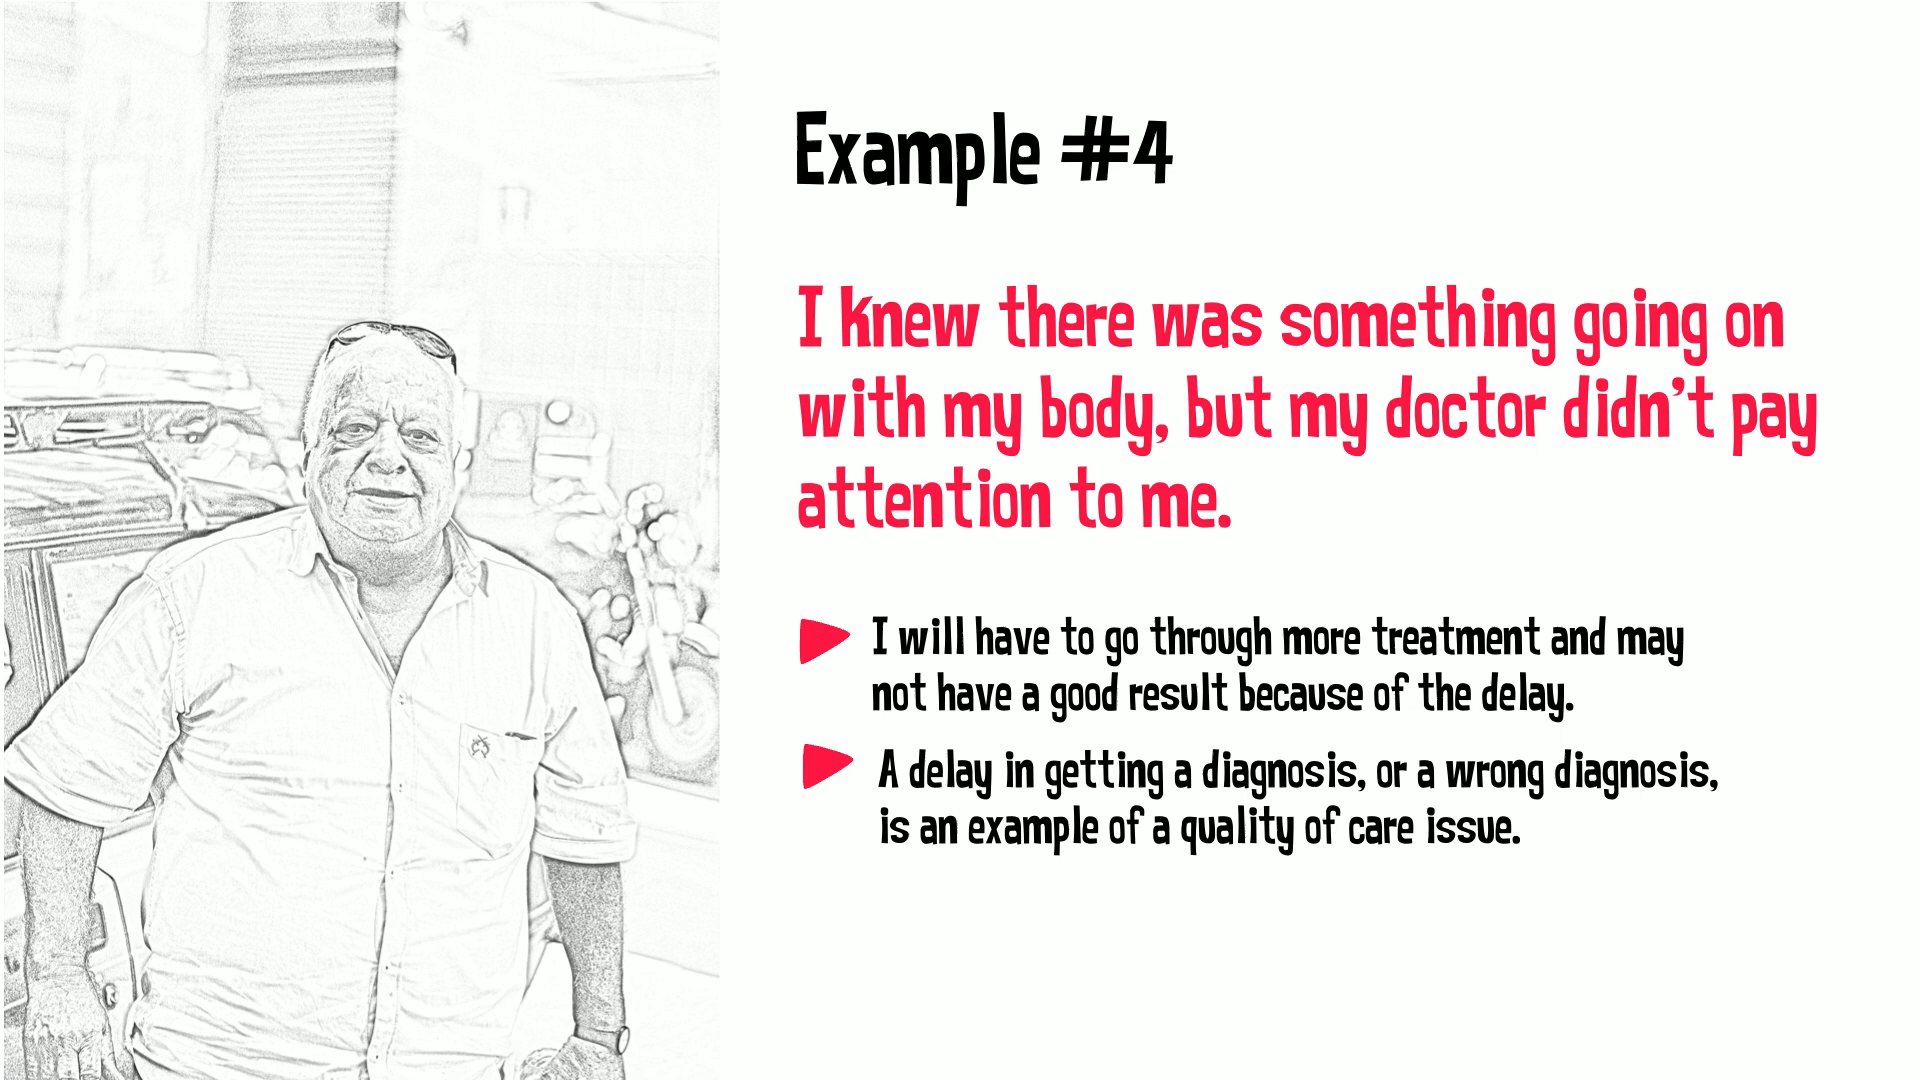 Example #4
I knew there was something going on
with my body, but my doctor didn't pay
attention to me.
I will have to go through more treatment and may
not have a good result because of the delay.
A delay in getting a diagnosis, or a wrong diagnosis,
is an example of a quality of care issue.